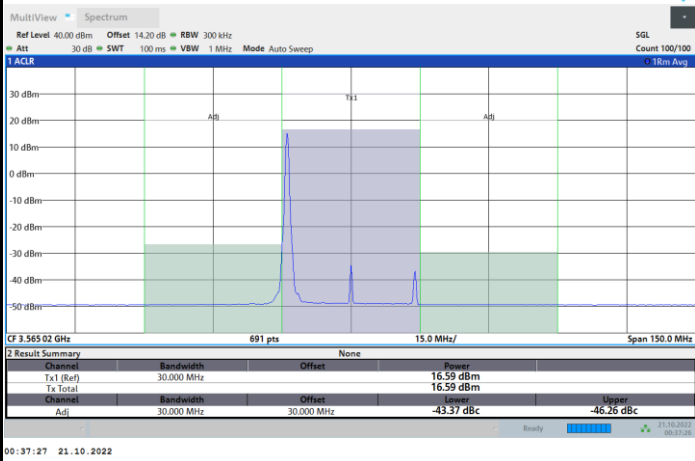 MultiView Spectrum
Ref Level 40.00 dBm Offset 14.20 dB RBW 300 kHz SGL
Att 30 dB SWT 100 ms VBW 1 MHz Mode Auto Sweep Count 100/100
1 ACLR 1Rm Avg
30 dBm
Tx1
20 dBm Adj Adj
10 dBm
0 dBm
-10 dBm
-20 dBm
-30 dBm
-40 dBm
-50 dBm
CF 3.565 02 GHz 691 pts 15.0 MHz/ Span 150.0 MHz
2 Result Summary None
Channel Bandwidth Offset Power
Tx1 (Ref) 30.000 MHz 16.59 dBm
Tx Total 16.59 dBm
Channel Bandwidth Offset Lower Upper
Adj 30.000 MHz 30.000 MHz -43.37 dBc -46.26 dBc
Ready 21.10.2022
00:37:26
00:37:27 21.10.2022